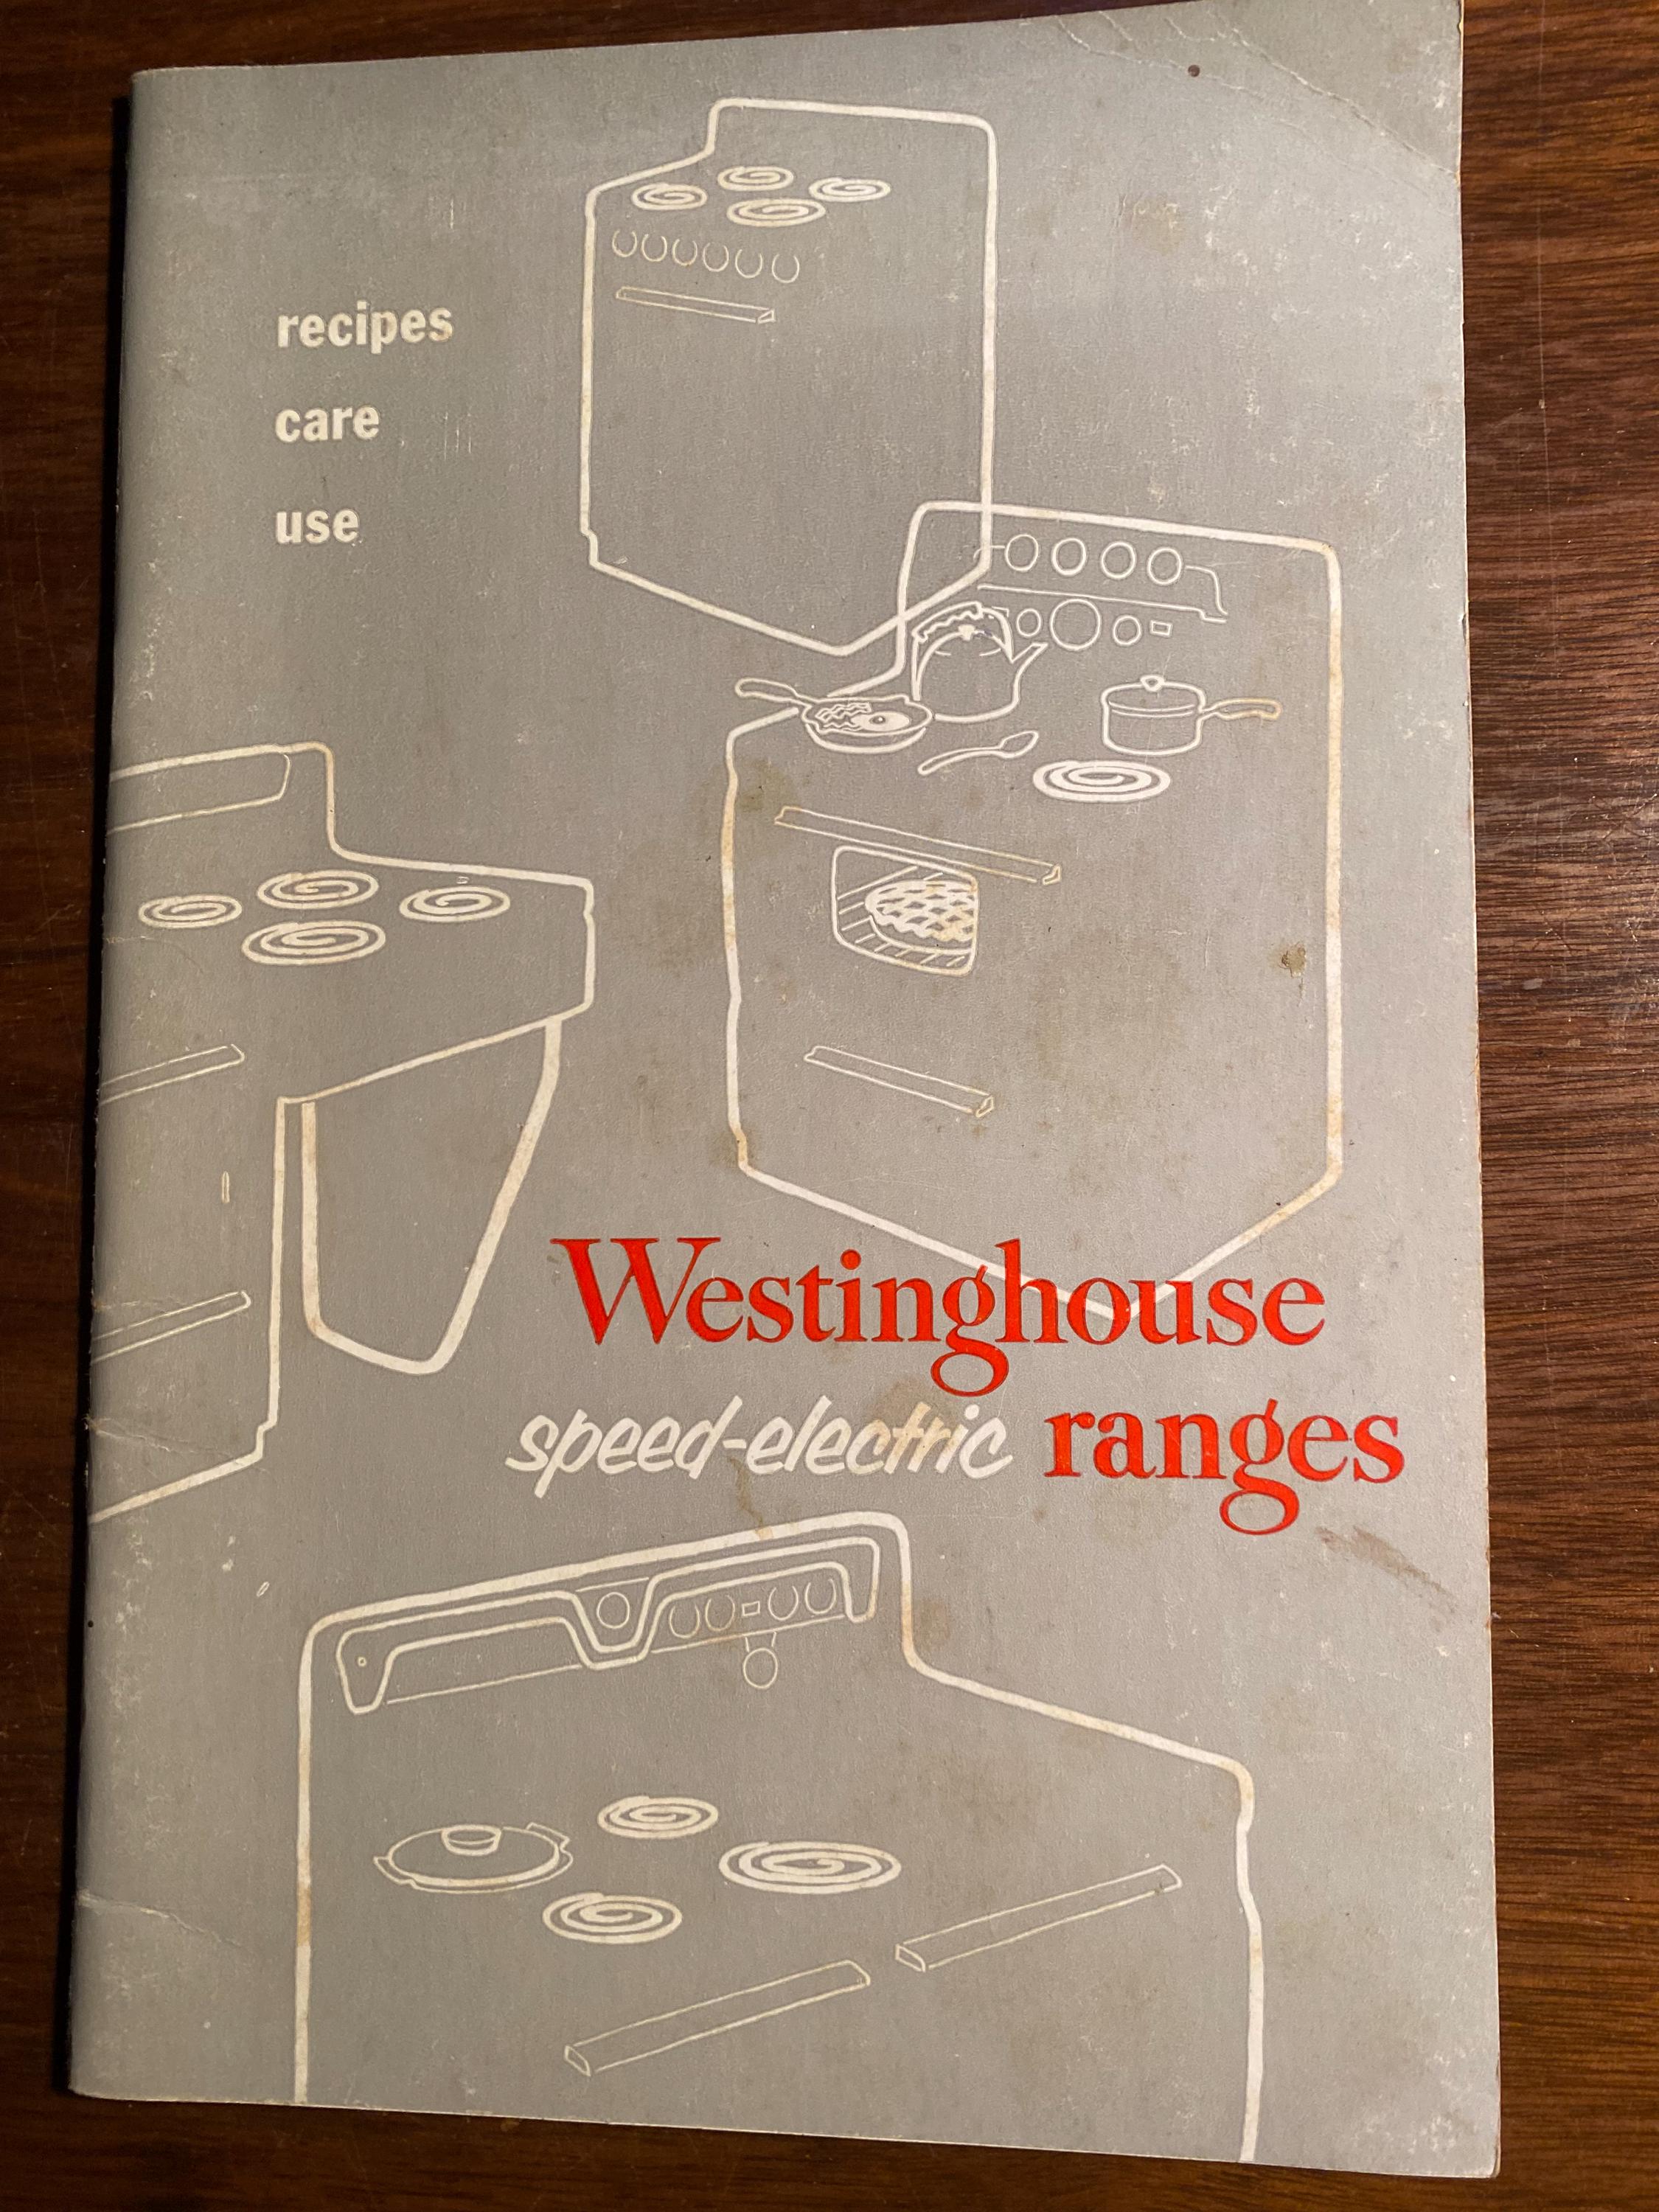 recipes
care
use
Westinghouse
speed-electric ranges